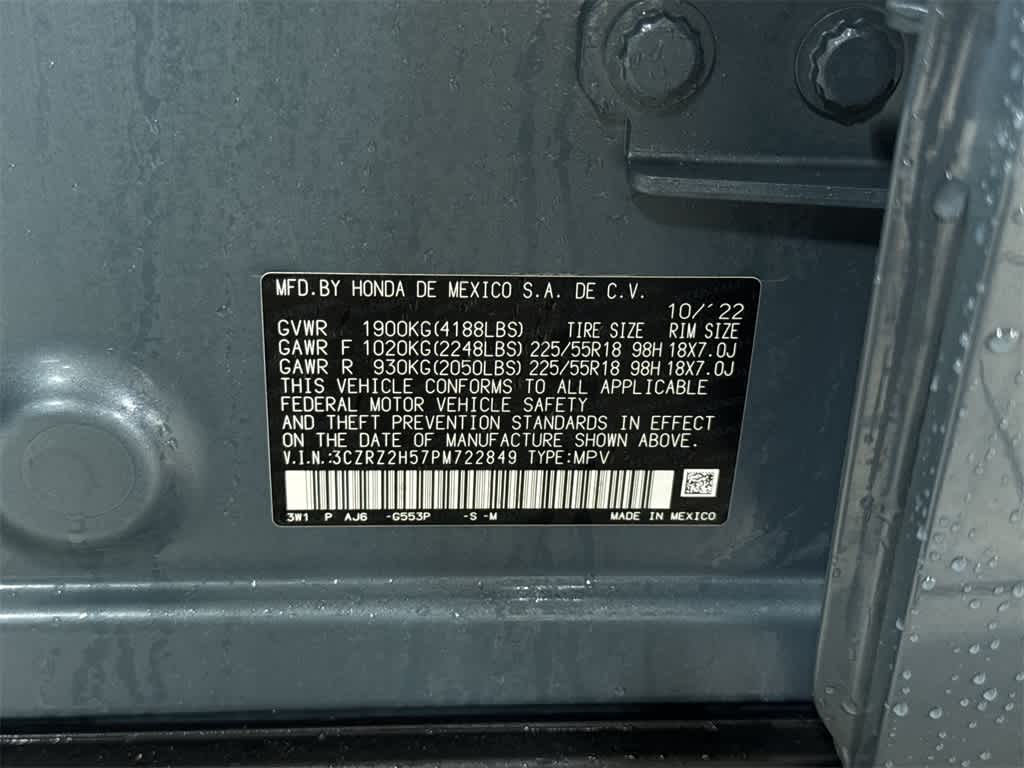 MFD.BY HONDA DE MEXICO S.A. DE C.V.
10/'22
GVWR 1900KG(4188LBS) TIRE SIZE RIM SIZE
GAWR F 1020KG(2248LBS) 225/55R18 98H 18X7.0J
GAWR R 930KG(2050LBS) 225/55R18 98H 18X7.0J
THIS VEHICLE CONFORMS TO ALL APPLICABLE
FEDERAL MOTOR VEHICLE SAFETY
AND THEFT PREVENTION STANDARDS IN EFFECT
ON THE DATE OF MANUFACTURE SHOWN ABOVE.
V.I.N.:3CZRZ2H57PM722849 TYPE:MPV
3W1 P AJ6 -G553P -S -M MADE IN MEXICO